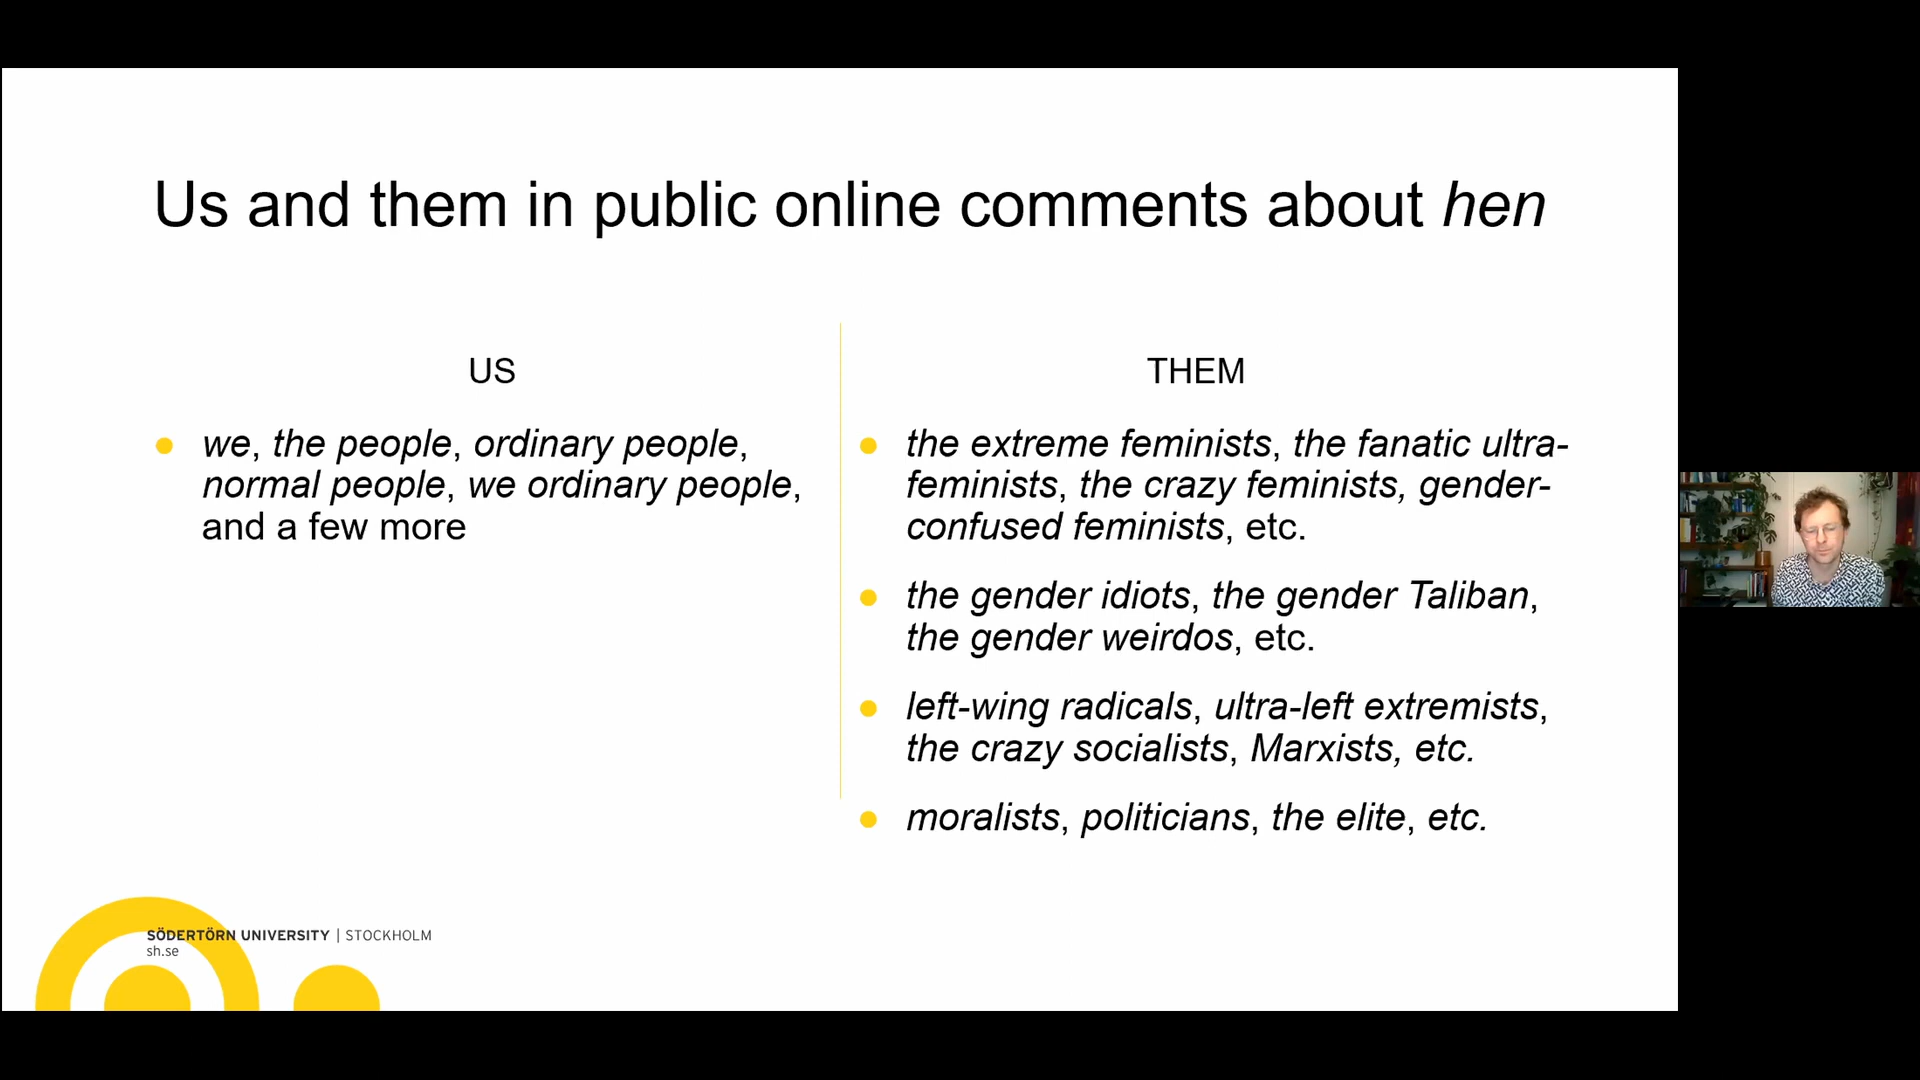 Us and them in public online comments about hen
US
we, the people, ordinary people,
normal people, we ordinary people,
and a few more
THEM
the extreme feminists, the fanatic ultra-
feminists, the crazy feminists, gender-
confused feminists, etc.
the gender idiots, the gender Taliban,
the gender weirdos, etc.
left-wing radicals, ultra-left extremists,
the crazy socialists, Marxists, etc.
moralists, politicians, the elite, etc.
SÖDERTÖRN UNIVERSITY | STOCKHOLM
sh.se